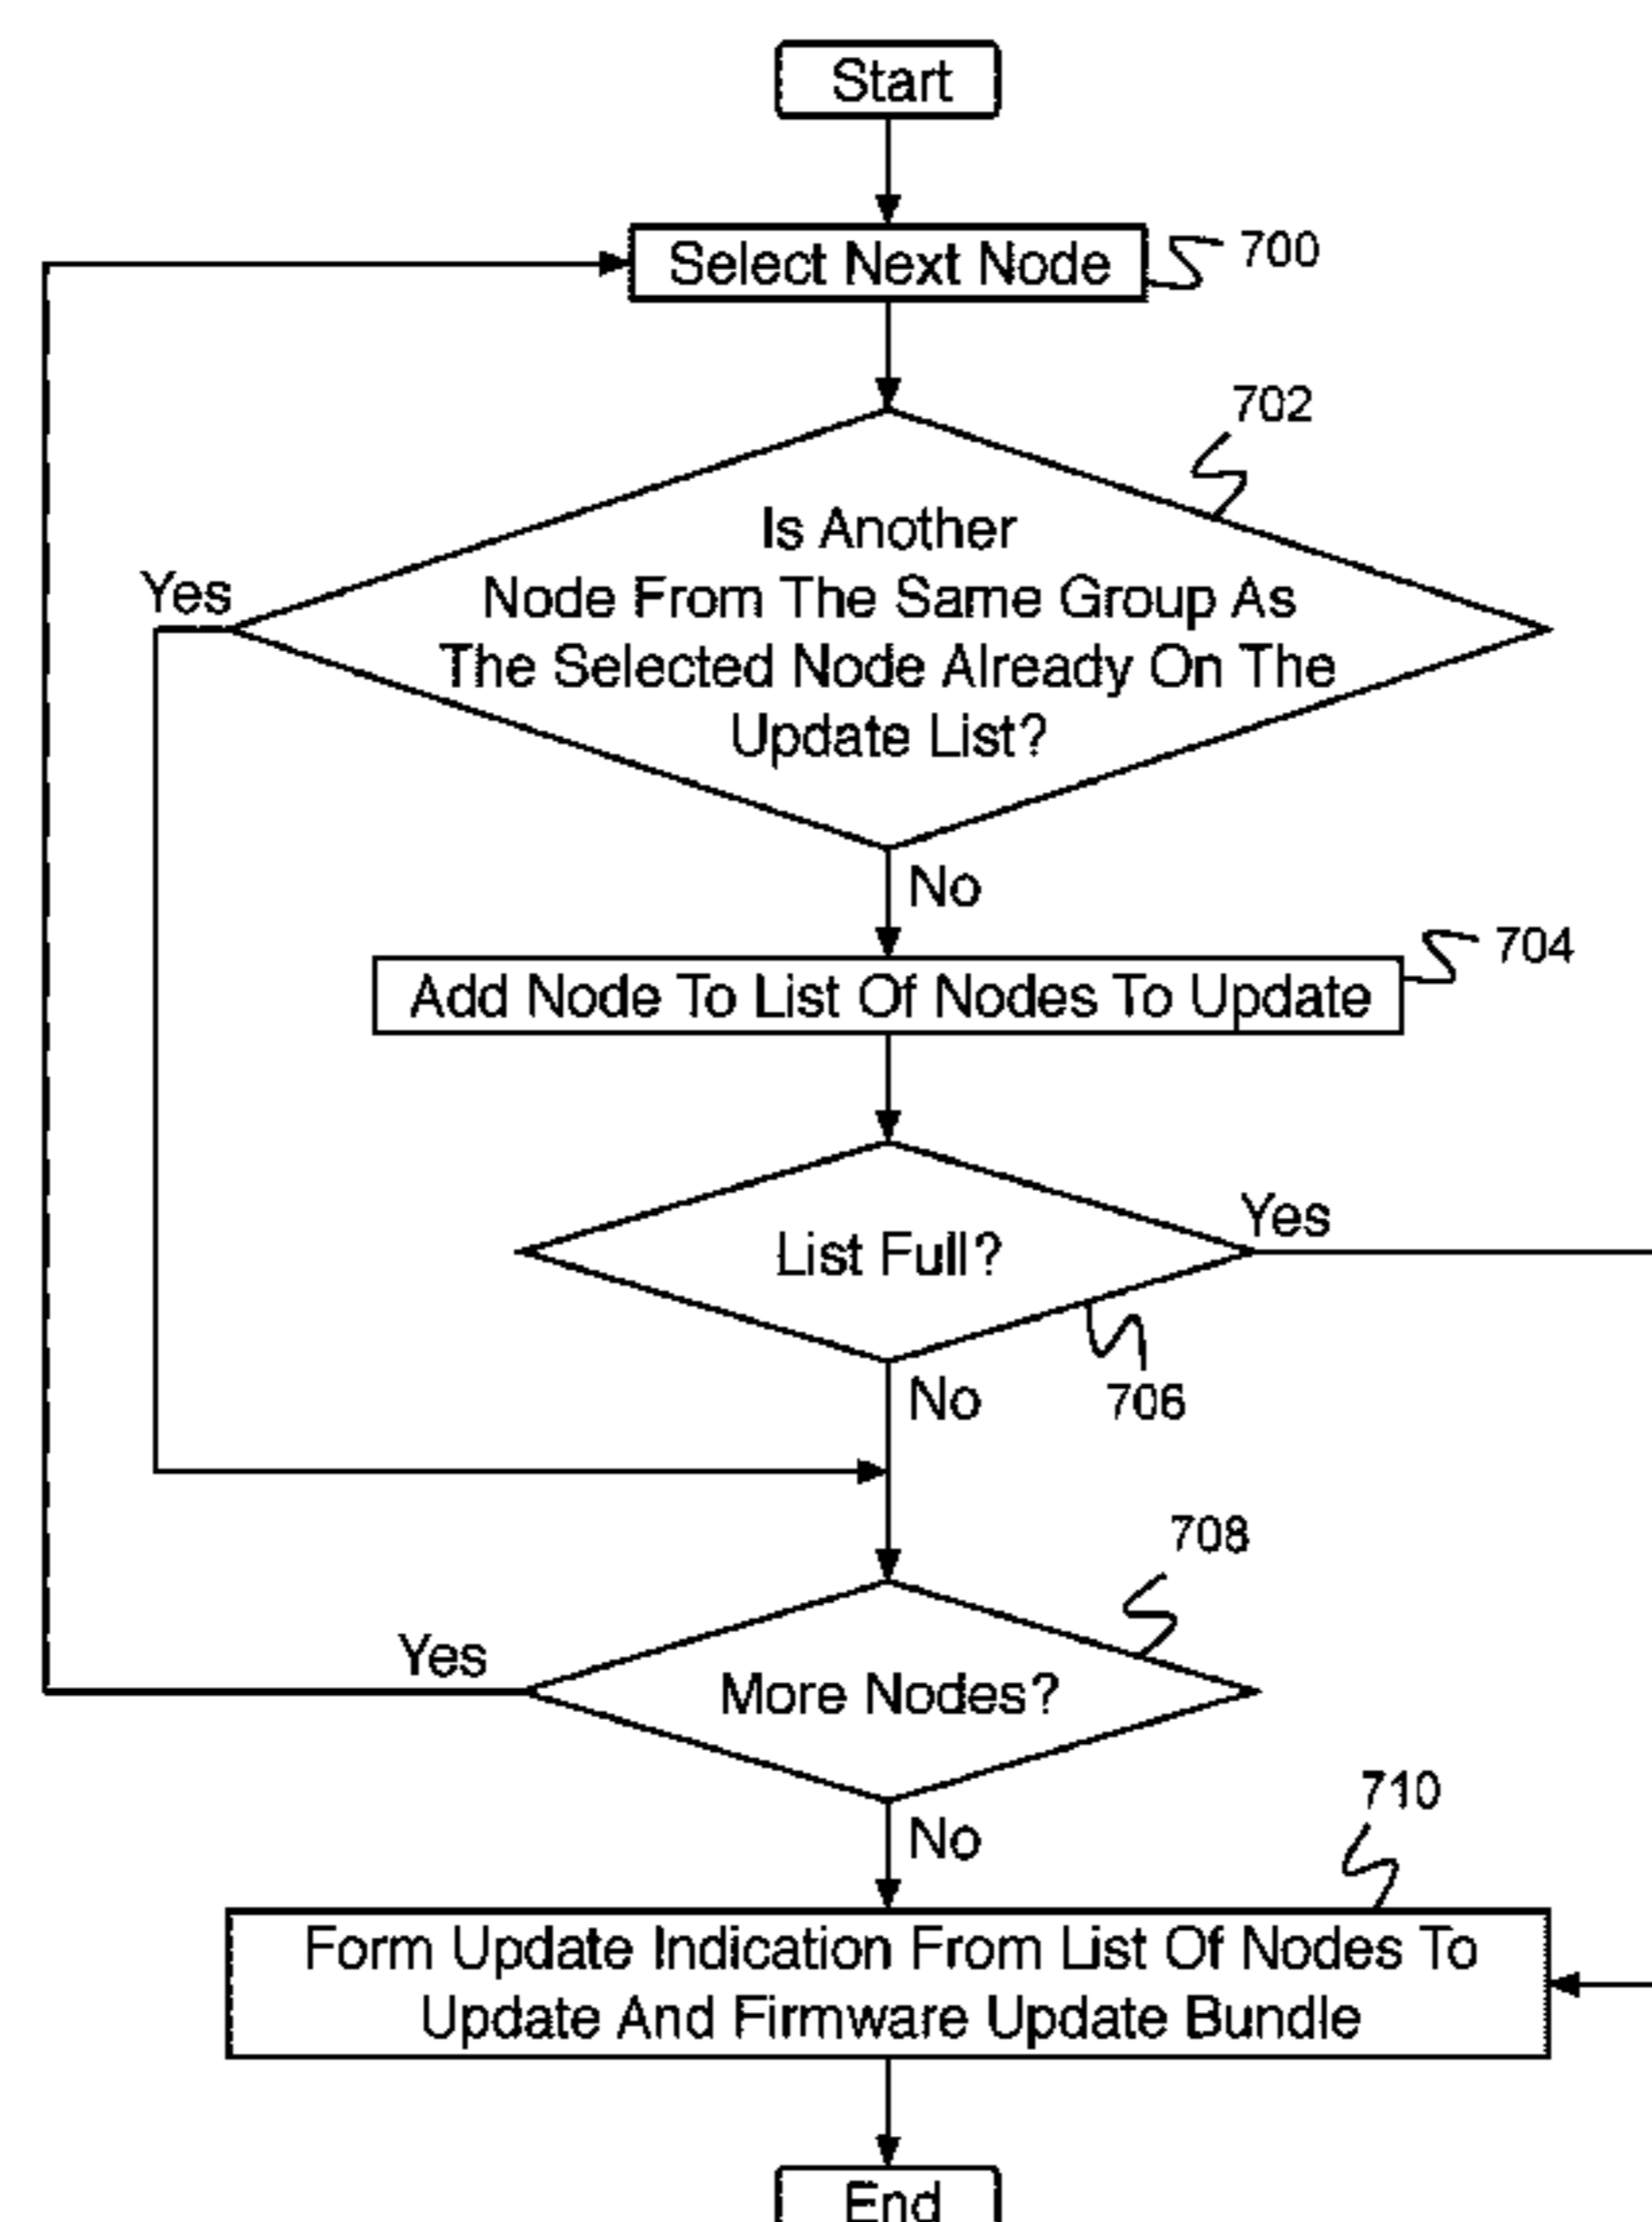 Start
Select Next Node
700
702
Is Another
Node From The Same Group As
The Selected Node Already On The
Update List?
Yes
No
704
Add Node To List Of Nodes To Update
List Full?
Yes
706
No
708
More Nodes?
Yes
No
710
Form Update Indication From List Of Nodes To
Update And Firmware Update Bundle
End